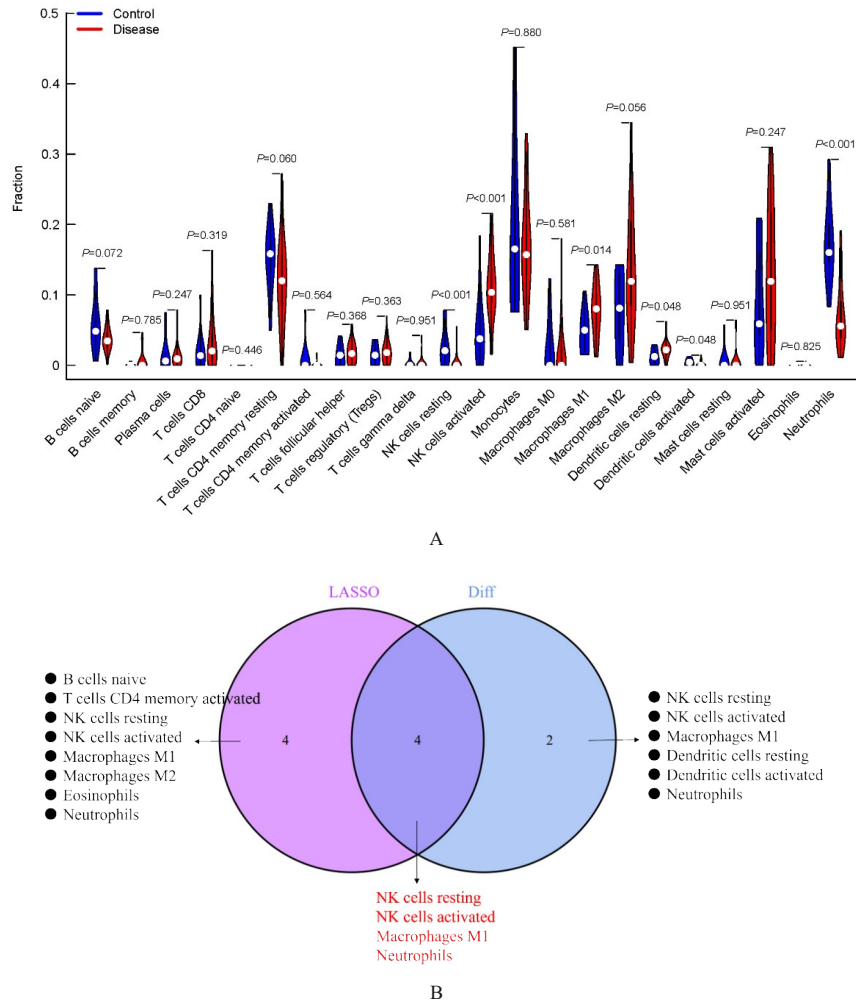 Control
Disease
Fraction
0.5
0.4
0.3
0.2
0.1
0
P=0.072
P=0.785
P=0.247
P=0.319
P=0.446
P=0.060
P=0.564
P=0.368
P=0.363
P=0.951
P<0.001
P<0.001
P=0.880
P=0.581
P=0.014
P=0.056
P=0.048
P=0.048
P=0.951
P=0.247
P=0.825
P<0.001
B cells naive
B cells memory
Plasma cells
T cells CD8
T cells CD4 naive
T cells CD4 memory resting
T cells CD4 memory activated
T cells follicular helper
T cells regulatory (Tregs)
T cells gamma delta
NK cells resting
NK cells activated
Monocytes
Macrophages M0
Macrophages M1
Macrophages M2
Dendritic cells resting
Dendritic cells activated
Mast cells resting
Mast cells activated
Eosinophils
Neutrophils
A
LASSO
Diff
● B cells naive
● T cells CD4 memory activated
● NK cells resting
● NK cells activated
● Macrophages M1
● Macrophages M2
● Eosinophils
● Neutrophils
4
4
2
● NK cells resting
● NK cells activated
● Macrophages M1
● Dendritic cells resting
● Dendritic cells activated
● Neutrophils
NK cells resting
NK cells activated
Macrophages M1
Neutrophils
B